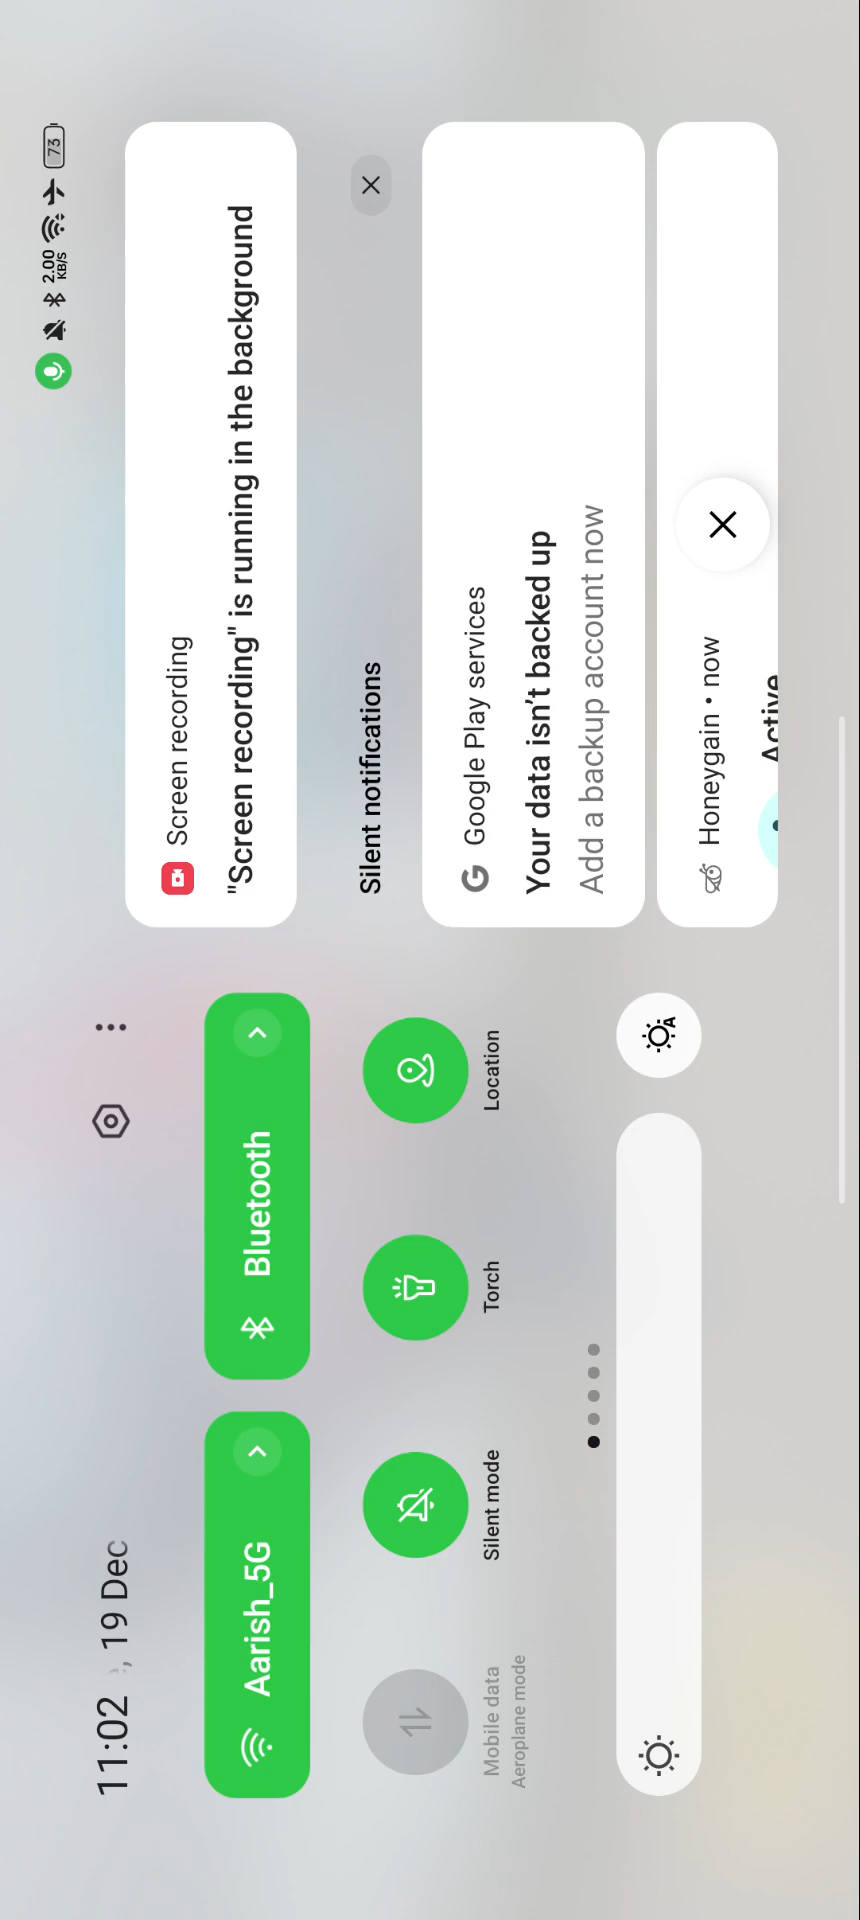 11:02 , 19 Dec
Aarish_5G
Bluetooth
Mobile data
Aeroplane mode
Silent mode
Torch
Location
A
2.00
KB/S
73
Screen recording
"Screen recording" is running in the background
Silent notifications
Google Play services
Your data isn't backed up
Add a backup account now
Honeygain • now
Active